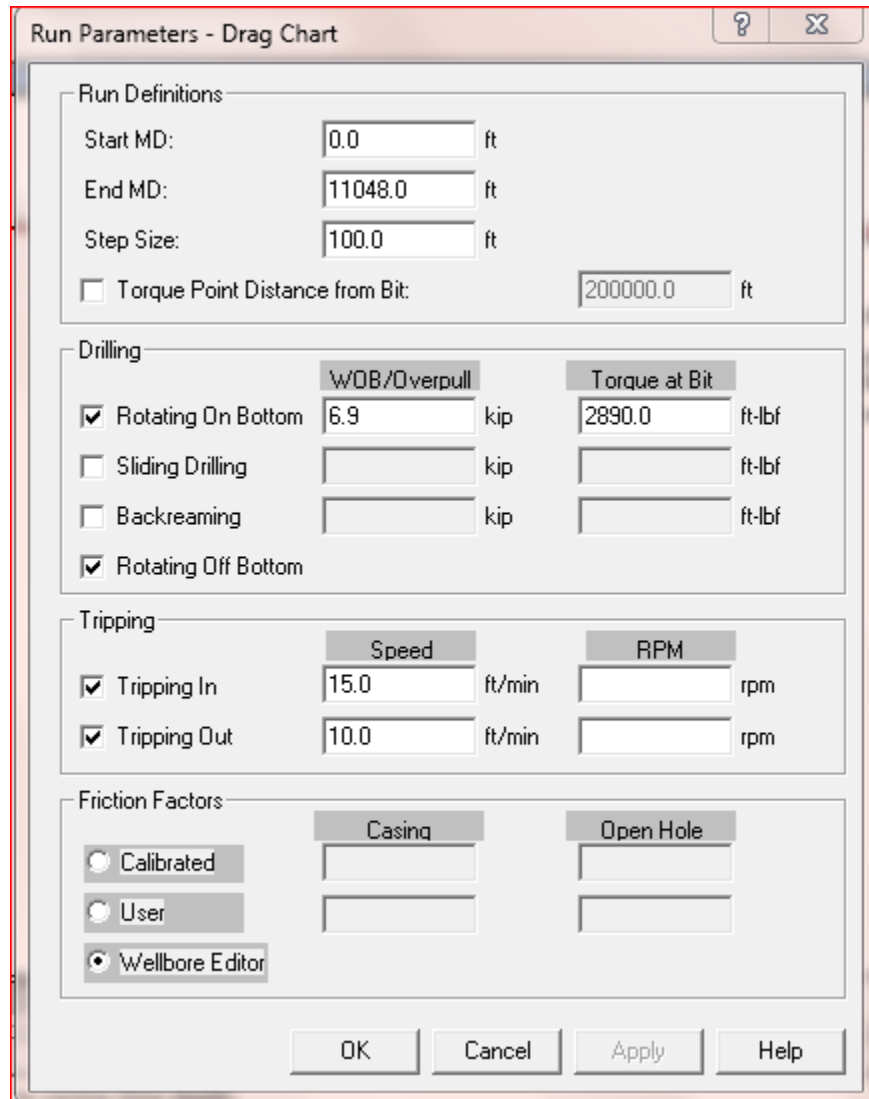 Run Parameters - Drag Chart
Run Definitions
Start MD: 0.0 ft
End MD: 11048.0 ft
Step Size: 100.0 ft
Torque Point Distance from Bit: 200000.0 ft
Drilling
WOB/Overpull Torque at Bit
Rotating On Bottom 6.9 kip 2890.0 ft-lbf
Sliding Drilling kip ft-lbf
Backreaming kip ft-lbf
Rotating Off Bottom
Tripping
Speed RPM
Tripping In 15.0 ft/min rpm
Tripping Out 10.0 ft/min rpm
Friction Factors
Casing Open Hole
Calibrated
User
Wellbore Editor
OK Cancel Apply Help